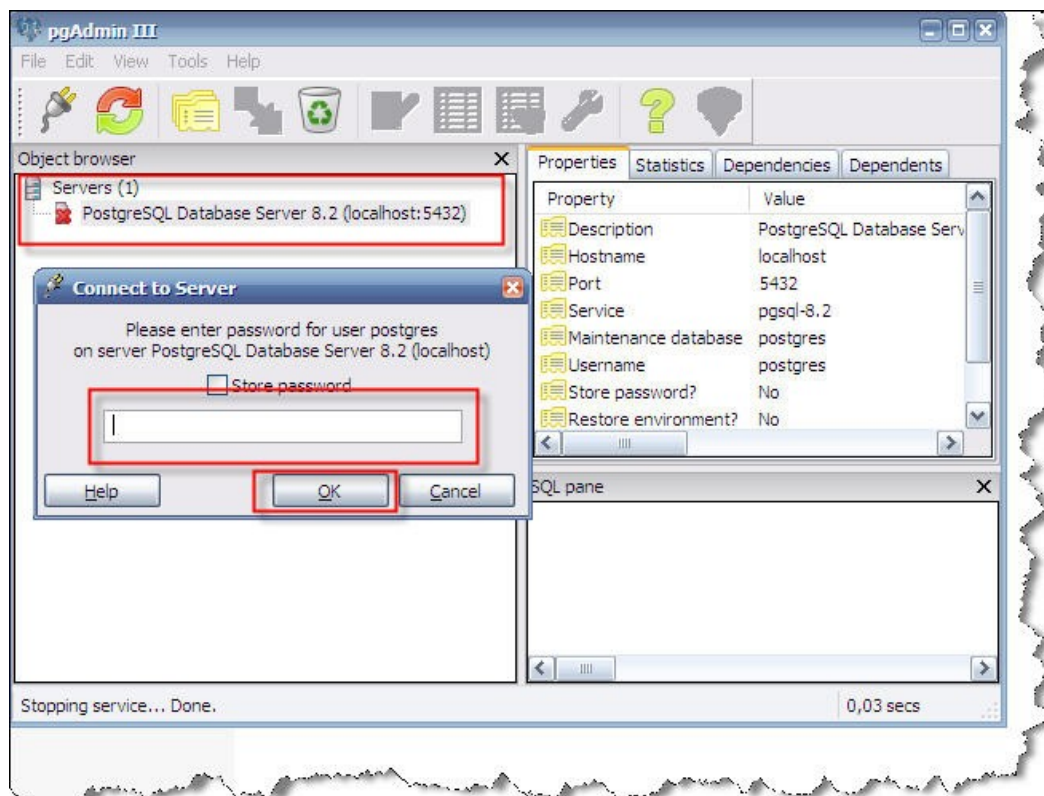 pgAdmin III
File Edit View Tools Help
Object browser
Servers (1)
PostgreSQL Database Server 8.2 (localhost:5432)
Properties Statistics Dependencies Dependents
Property Value
Description PostgreSQL Database Serv
Hostname localhost
Port 5432
Service pgsql-8.2
Maintenance database postgres
Username postgres
Store password? No
Restore environment? No
Connect to Server
Please enter password for user postgres
on server PostgreSQL Database Server 8.2 (localhost)
Store password
Help OK Cancel
SQL pane
Stopping service... Done. 0,03 secs